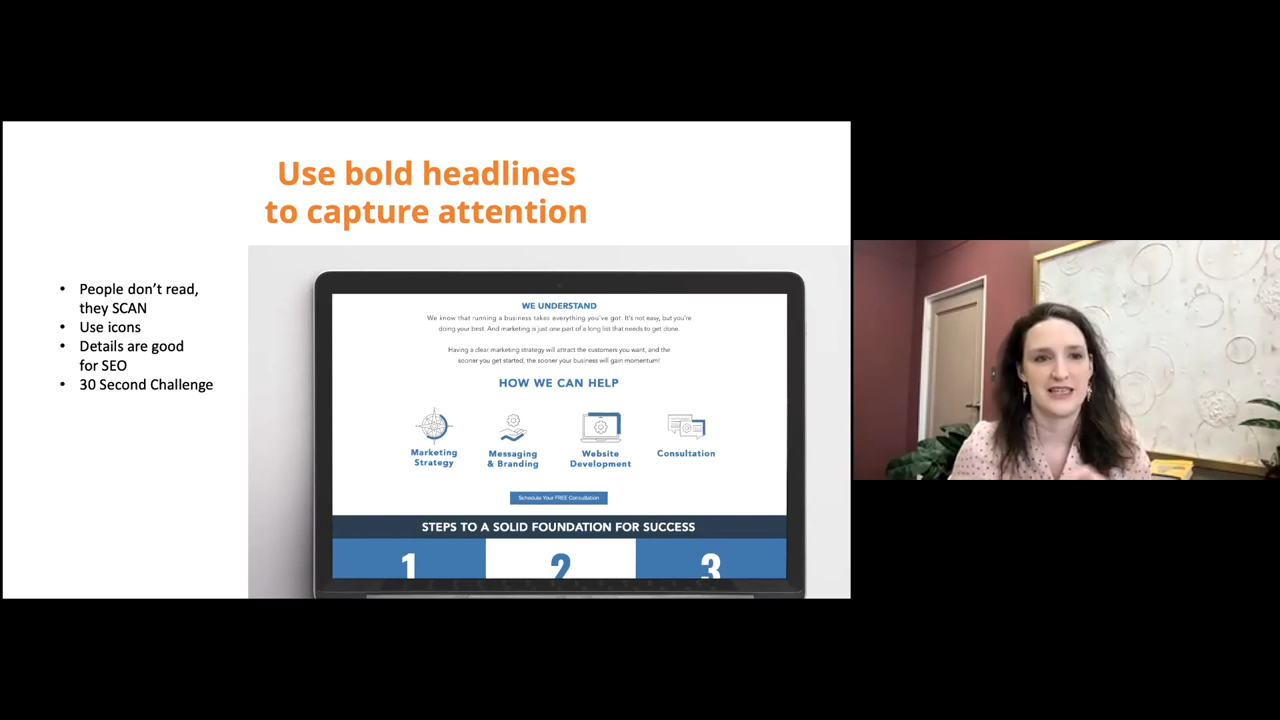 Use bold headlines
to capture attention
• People don't read,
they SCAN
• Use icons
• Details are good
for SEO
• 30 Second Challenge
WE UNDERSTAND
We know that running a business takes everything you've got. It's not easy, but you're
doing your best. And marketing is just one part of a long list that needs to get done.
Having a clear marketing strategy will attract the customers you want, and the
sooner you get started, the sooner your business will gain momentum!
HOW WE CAN HELP
Marketing
Strategy
Messaging
& Branding
Website
Development
Consultation
Schedule Your FREE Consultation
STEPS TO A SOLID FOUNDATION FOR SUCCESS
1
2
3